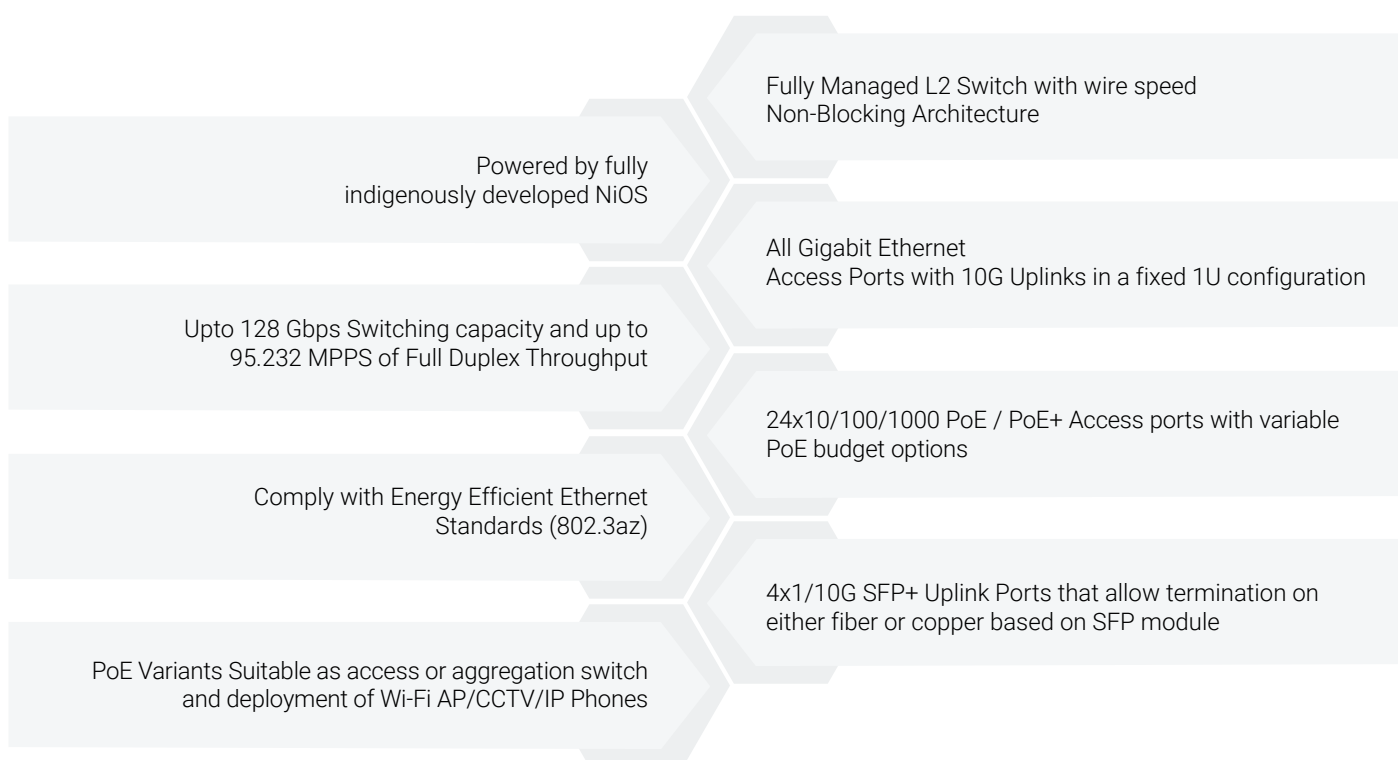 Fully Managed L2 Switch with wire speed
Non-Blocking Architecture
Powered by fully
indigenously developed NiOS
All Gigabit Ethernet
Access Ports with 10G Uplinks in a fixed 1U configuration
Upto 128 Gbps Switching capacity and up to
95.232 MPPS of Full Duplex Throughput
24x10/100/1000 PoE / PoE+ Access ports with variable
PoE budget options
Comply with Energy Efficient Ethernet
Standards (802.3az)
4x1/10G SFP+ Uplink Ports that allow termination on
either fiber or copper based on SFP module
PoE Variants Suitable as access or aggregation switch
and deployment of Wi-Fi AP/CCTV/IP Phones